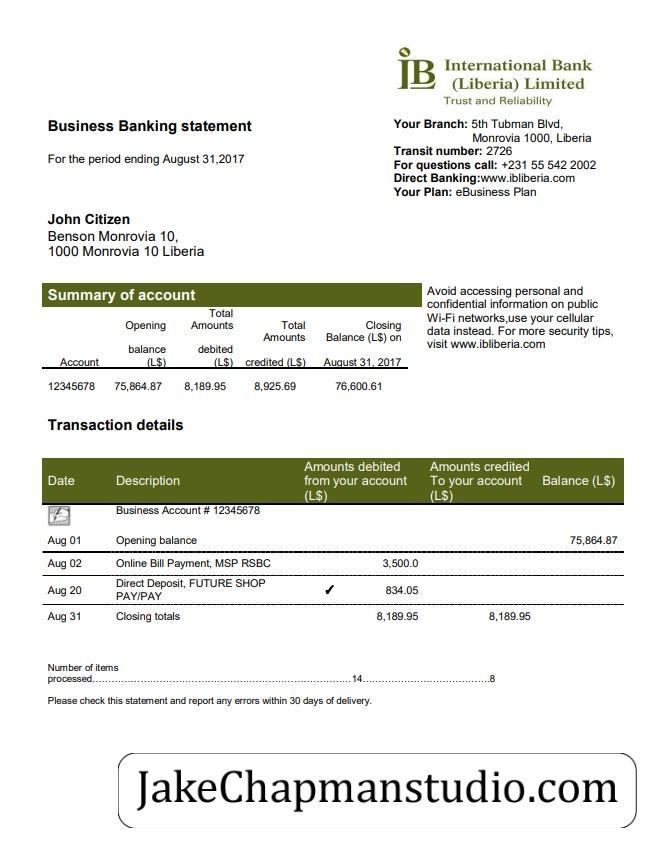 iB International Bank
(Liberia) Limited
Trust and Reliability
Business Banking statement
For the period ending August 31,2017
Your Branch: 5th Tubman Blvd,
Monrovia 1000, Liberia
Transit number: 2726
For questions call: +231 55 542 2002
Direct Banking:www.ibliberia.com
Your Plan: eBusiness Plan
John Citizen
Benson Monrovia 10,
1000 Monrovia 10 Liberia
Summary of account
Account Opening balance (L$) Total Amounts debited (L$) Total Amounts credited (L$) Closing Balance (L$) on August 31, 2017
12345678 75,864.87 8,189.95 8,925.69 76,600.61
Avoid accessing personal and
confidential information on public
Wi-Fi networks,use your cellular
data instead. For more security tips,
visit www.ibliberia.com
Transaction details
Date Description Amounts debited from your account (L$) Amounts credited To your account (L$) Balance (L$)
Business Account # 12345678
Aug 01 Opening balance 75,864.87
Aug 02 Online Bill Payment, MSP RSBC 3,500.0
Aug 20 Direct Deposit, FUTURE SHOP PAY/PAY ✓ 834.05
Aug 31 Closing totals 8,189.95 8,189.95
Number of items
processed...14...8
Please check this statement and report any errors within 30 days of delivery.
JakeChapmanstudio.com